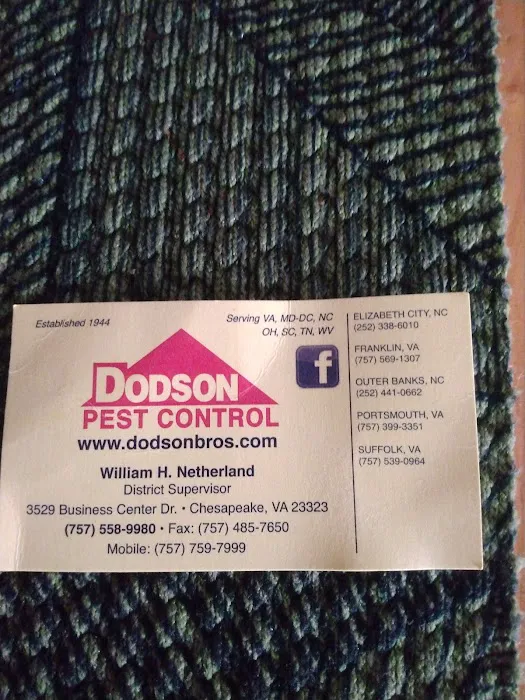 Established 1944
Serving VA, MD-DC, NC
OH, SC, TN, WV
f
DODSON
PEST CONTROL
www.dodsonbros.com
William H. Netherland
District Supervisor
3529 Business Center Dr. • Chesapeake, VA 23323
(757) 558-9980 • Fax: (757) 485-7650
Mobile: (757) 759-7999
ELIZABETH CITY, NC
(252) 338-6010
FRANKLIN, VA
(757) 569-1307
OUTER BANKS, NC
(252) 441-0662
PORTSMOUTH, VA
(757) 399-3351
SUFFOLK, VA
(757) 539-0964